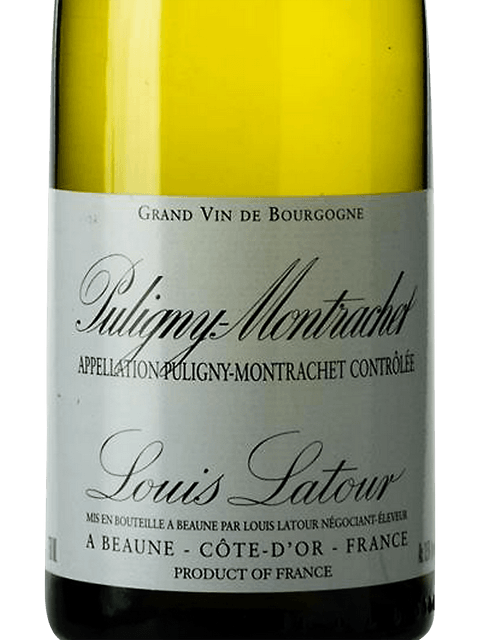 GRAND VIN DE BOURGOGNE
Puligny-Montrachet
APPELLATION PULIGNY-MONTRACHET CONTRÔLÉE
Louis Latour
MIS EN BOUTEILLE A BEAUNE PAR LOUIS LATOUR NÉGOCIANT-ÉLEVEUR
A BEAUNE - CÔTE-D'OR - FRANCE
PRODUCT OF FRANCE